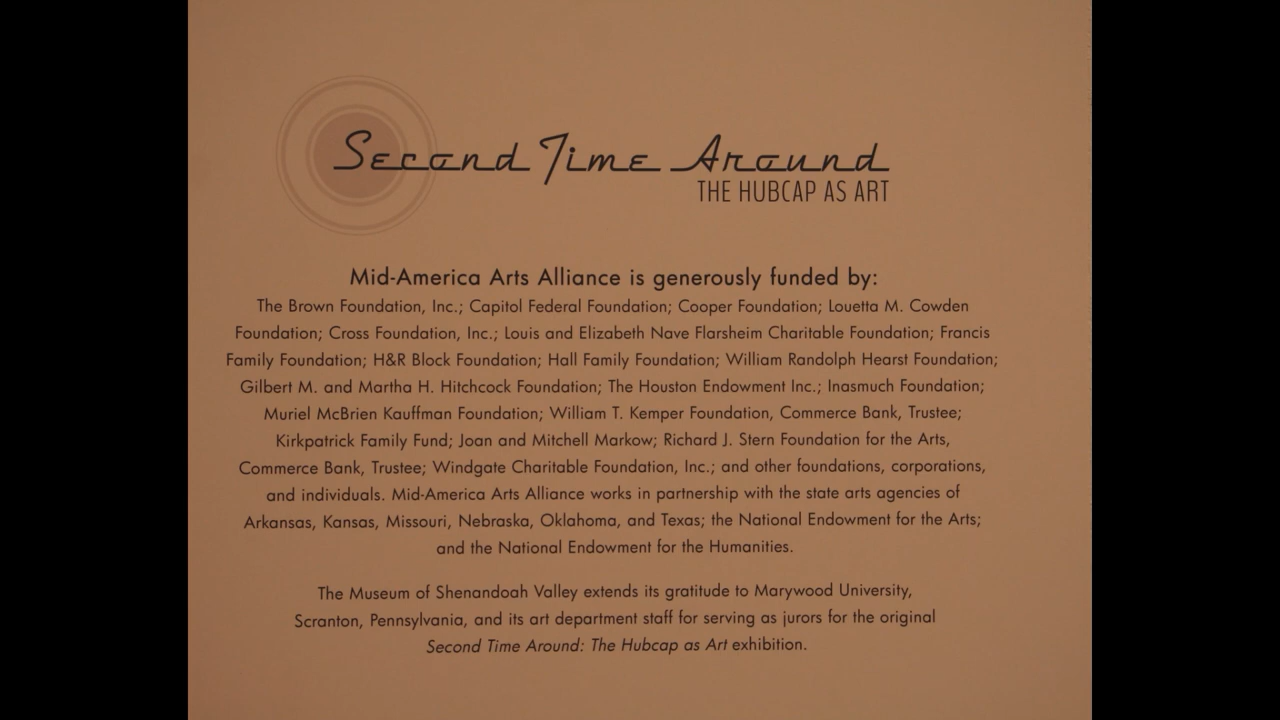 Second Time Around
THE HUBCAP AS ART
Mid-America Arts Alliance is generously funded by:
The Brown Foundation, Inc.; Capitol Federal Foundation; Cooper Foundation; Louetta M. Cowden
Foundation; Cross Foundation, Inc.; Louis and Elizabeth Nave Flarsheim Charitable Foundation; Francis
Family Foundation; H&R Block Foundation; Hall Family Foundation; William Randolph Hearst Foundation;
Gilbert M. and Martha H. Hitchcock Foundation; The Houston Endowment Inc.; Inasmuch Foundation;
Muriel McBrien Kauffman Foundation; William T. Kemper Foundation, Commerce Bank, Trustee;
Kirkpatrick Family Fund; Joan and Mitchell Markow; Richard J. Stern Foundation for the Arts,
Commerce Bank, Trustee; Windgate Charitable Foundation, Inc.; and other foundations, corporations,
and individuals. Mid-America Arts Alliance works in partnership with the state arts agencies of
Arkansas, Kansas, Missouri, Nebraska, Oklahoma, and Texas; the National Endowment for the Arts;
and the National Endowment for the Humanities.
The Museum of Shenandoah Valley extends its gratitude to Marywood University,
Scranton, Pennsylvania, and its art department staff for serving as jurors for the original
Second Time Around: The Hubcap as Art exhibition.